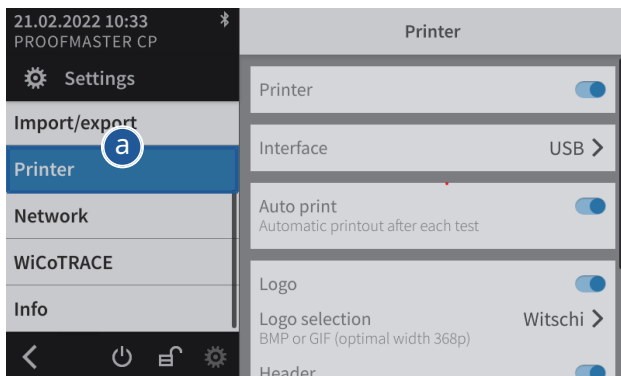 21.02.2022 10:33
PROOFMASTER CP
Settings
Import/export
a
Printer
Network
WiCoTRACE
Info
Printer
Printer
Interface USB
Auto print
Automatic printout after each test
Logo
Logo selection Witschi
BMP or GIF (optimal width 368p)
Header